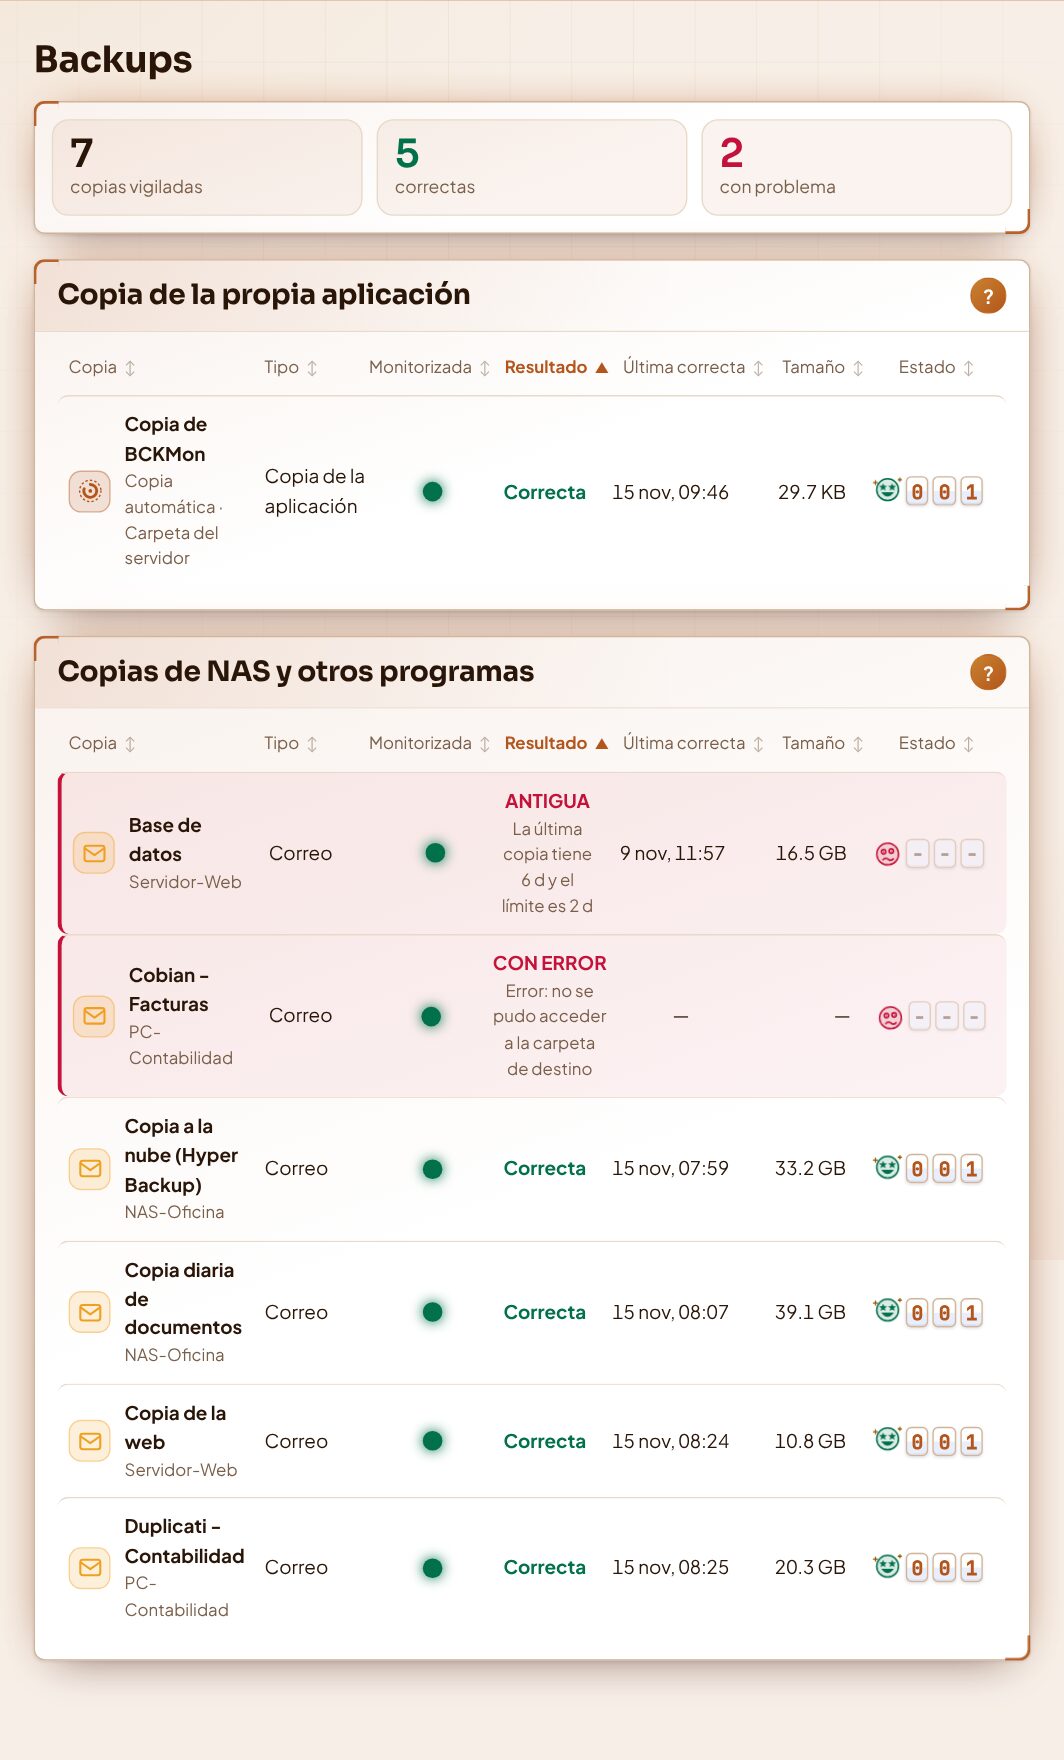 Backups
7
copias vigiladas
5
correctas
2
con problema
Copia de la propia aplicación
?
Copia Tipo Monitorizada Resultado Última correcta Tamaño Estado
Copia de
BCKMon
Copia
automática ·
Carpeta del
servidor
Copia de la
aplicación
Correcta 15 nov, 09:46 29.7 KB 0 0 1
Copias de NAS y otros programas
?
Copia Tipo Monitorizada Resultado Última correcta Tamaño Estado
Base de
datos
Servidor-Web
Correo
ANTIGUA
La última
copia tiene
6 d y el
límite es 2 d
9 nov, 11:57 16.5 GB - - -
Cobian -
Facturas
PC-
Contabilidad
Correo
CON ERROR
Error: no se
pudo acceder
a la carpeta
de destino
— — - - -
Copia a la
nube (Hyper
Backup)
NAS-Oficina
Correo Correcta 15 nov, 07:59 33.2 GB 0 0 1
Copia diaria
de
documentos
NAS-Oficina
Correo Correcta 15 nov, 08:07 39.1 GB 0 0 1
Copia de la
web
Servidor-Web
Correo Correcta 15 nov, 08:24 10.8 GB 0 0 1
Duplicati -
Contabilidad
PC-
Contabilidad
Correo Correcta 15 nov, 08:25 20.3 GB 0 0 1